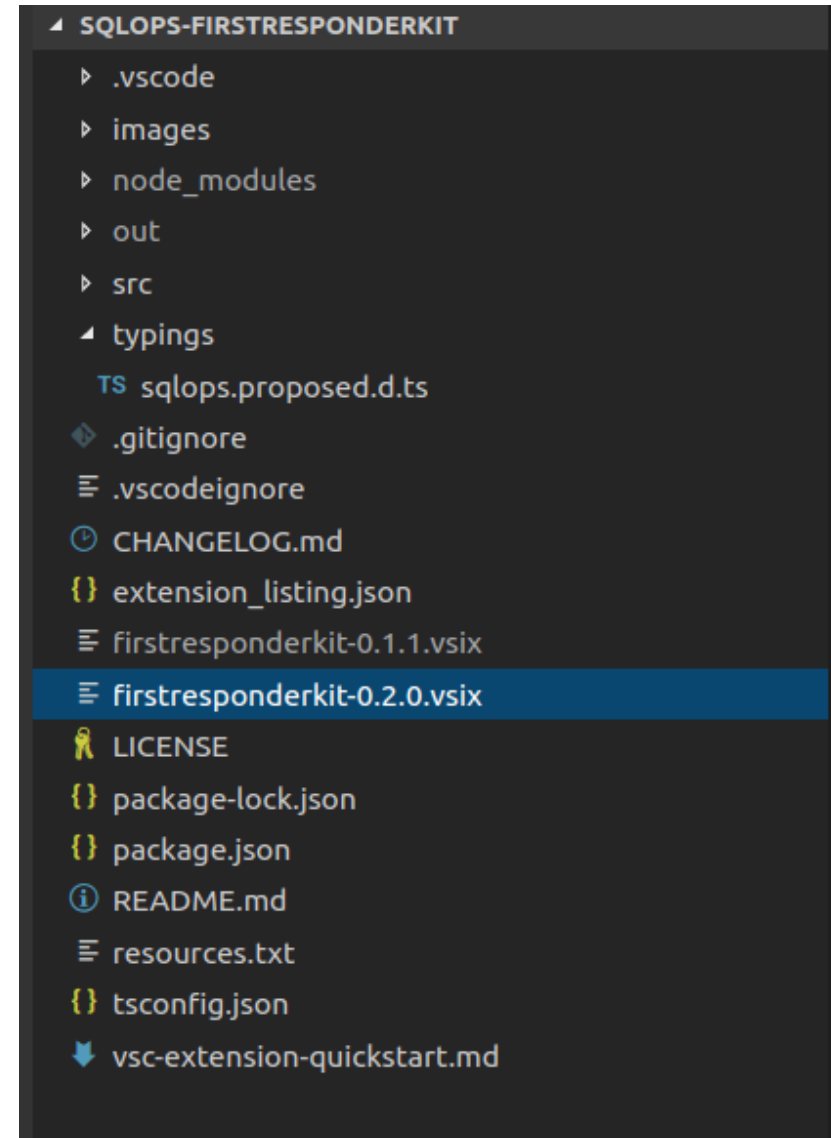 SQLOPS-FIRSTRESPONDERKIT
.vscode
images
node_modules
out
src
typings
TS sqlops.proposed.d.ts
.gitignore
.vscodeignore
CHANGELOG.md
{} extension_listing.json
firstresponderkit-0.1.1.vsix
firstresponderkit-0.2.0.vsix
LICENSE
{} package-lock.json
{} package.json
README.md
resources.txt
{} tsconfig.json
vsc-extension-quickstart.md